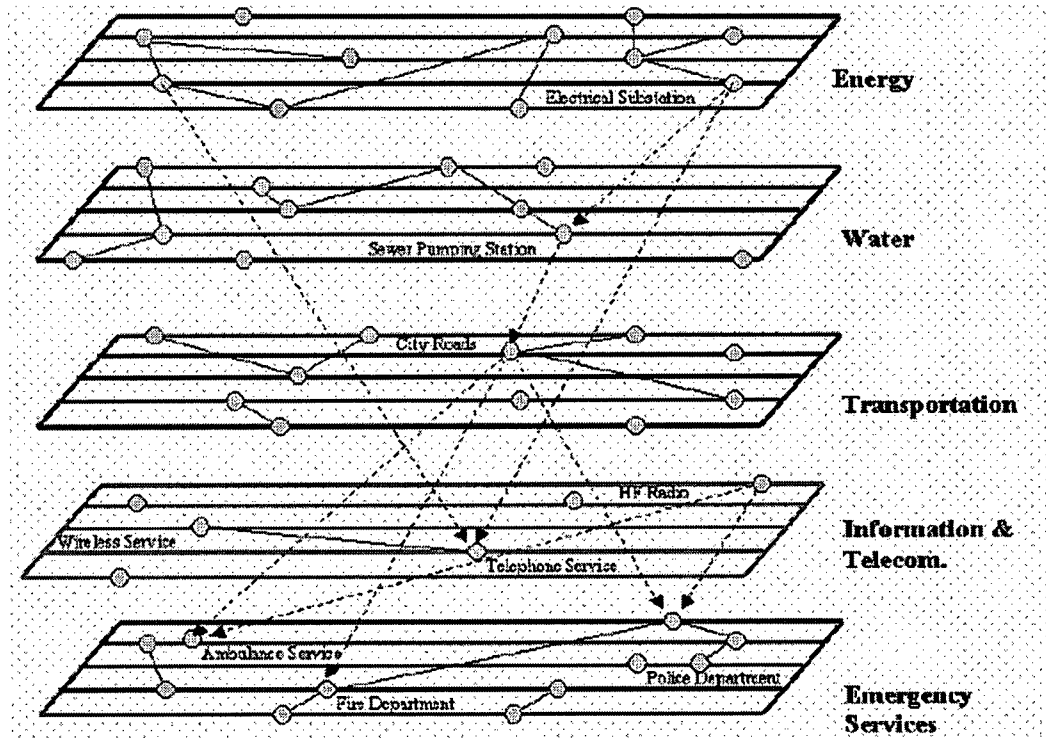 Electrical Substation
Energy
Sewer Pumping Station
Water
City Roads
Transportation
HF Radio
Wireless Service
Telephone Service
Information &
Telecom.
Ambulance Service
Police Department
Fire Department
Emergency
Services